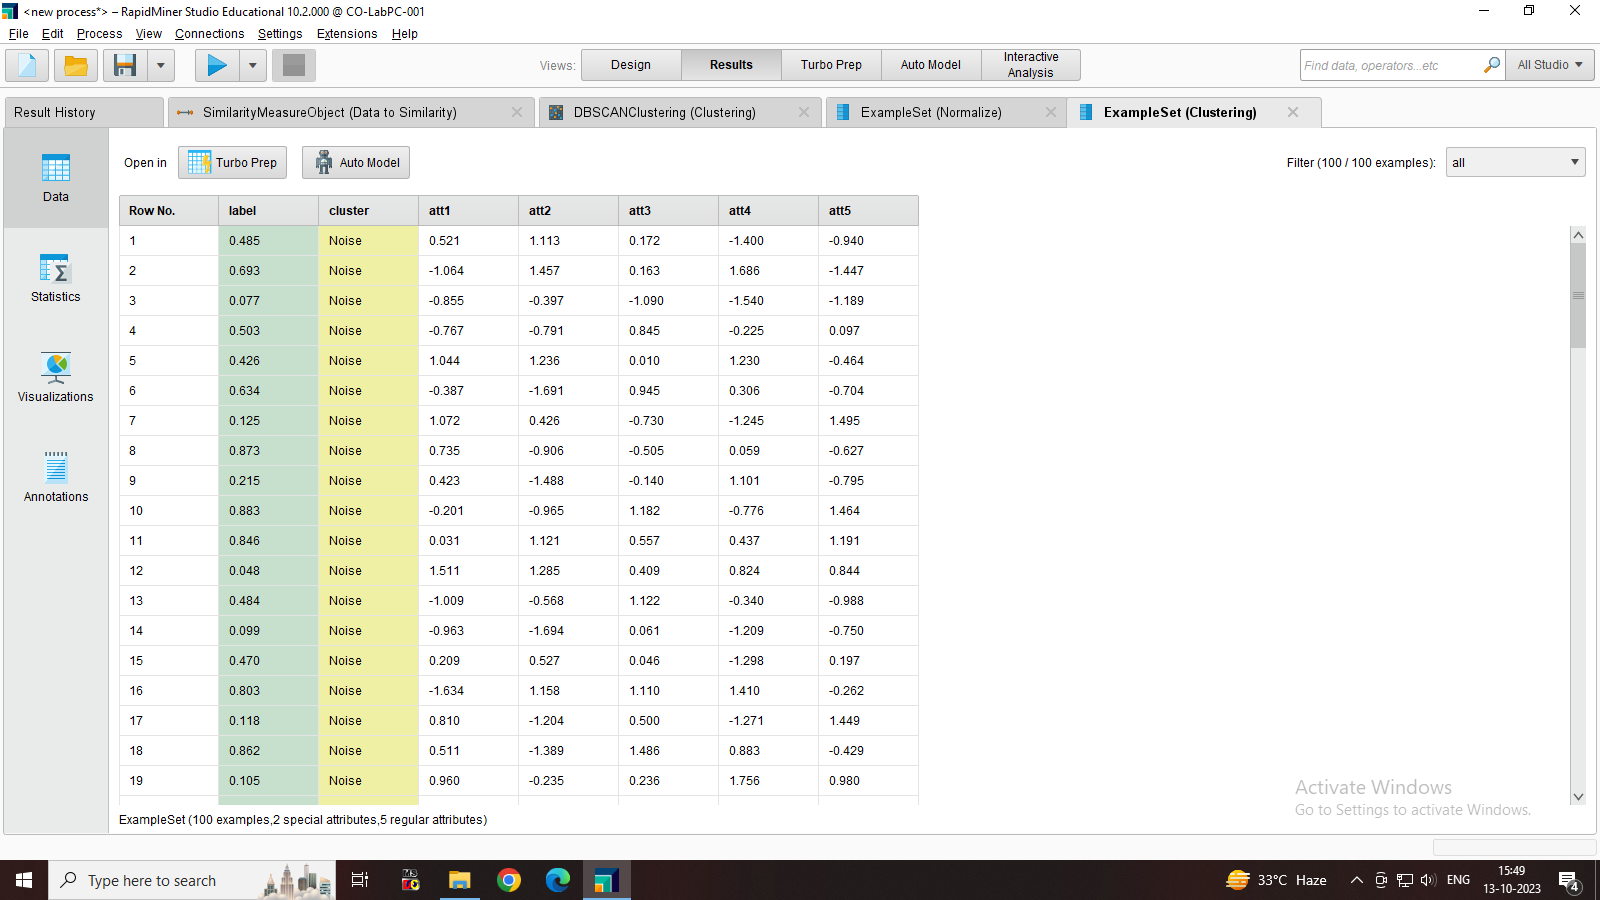 <new process*> – RapidMiner Studio Educational 10.2.000 @ CO-LabPC-001
File Edit Process View Connections Settings Extensions Help
Views: Design Results Turbo Prep Auto Model Interactive Analysis
Find data, operators...etc All Studio
Result History SimilarityMeasureObject (Data to Similarity) DBSCANClustering (Clustering) ExampleSet (Normalize) ExampleSet (Clustering)
Open in Turbo Prep Auto Model Filter (100 / 100 examples): all
Data
Statistics
Visualizations
Annotations
Row No. label cluster att1 att2 att3 att4 att5
1 0.485 Noise 0.521 1.113 0.172 -1.400 -0.940
2 0.693 Noise -1.064 1.457 0.163 1.686 -1.447
3 0.077 Noise -0.855 -0.397 -1.090 -1.540 -1.189
4 0.503 Noise -0.767 -0.791 0.845 -0.225 0.097
5 0.426 Noise 1.044 1.236 0.010 1.230 -0.464
6 0.634 Noise -0.387 -1.691 0.945 0.306 -0.704
7 0.125 Noise 1.072 0.426 -0.730 -1.245 1.495
8 0.873 Noise 0.735 -0.906 -0.505 0.059 -0.627
9 0.215 Noise 0.423 -1.488 -0.140 1.101 -0.795
10 0.883 Noise -0.201 -0.965 1.182 -0.776 1.464
11 0.846 Noise 0.031 1.121 0.557 0.437 1.191
12 0.048 Noise 1.511 1.285 0.409 0.824 0.844
13 0.484 Noise -1.009 -0.568 1.122 -0.340 -0.988
14 0.099 Noise -0.963 -1.694 0.061 -1.209 -0.750
15 0.470 Noise 0.209 0.527 0.046 -1.298 0.197
16 0.803 Noise -1.634 1.158 1.110 1.410 -0.262
17 0.118 Noise 0.810 -1.204 0.500 -1.271 1.449
18 0.862 Noise 0.511 -1.389 1.486 0.883 -0.429
19 0.105 Noise 0.960 -0.235 0.236 1.756 0.980
ExampleSet (100 examples,2 special attributes,5 regular attributes)
Activate Windows
Go to Settings to activate Windows.
Type here to search
33°C Haze ENG
15:49
13-10-2023
4